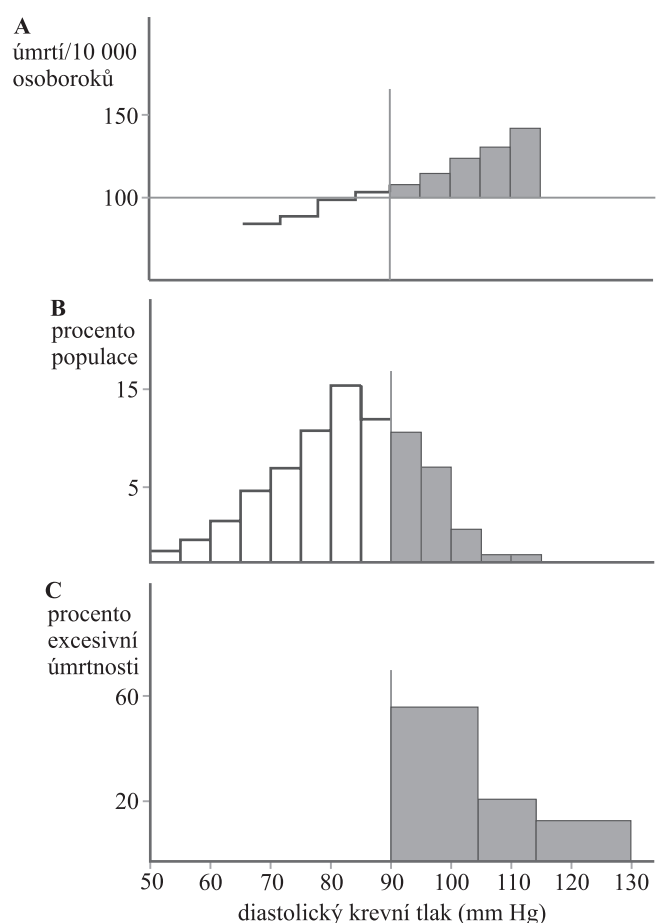 A
úmrtí/10 000
osoboroků
150
100
B
procento
populace
15
5
C
procento
excesivní
úmrtnosti
60
20
50 60 70 80 90 100 110 120 130
diastolický krevní tlak (mm Hg)